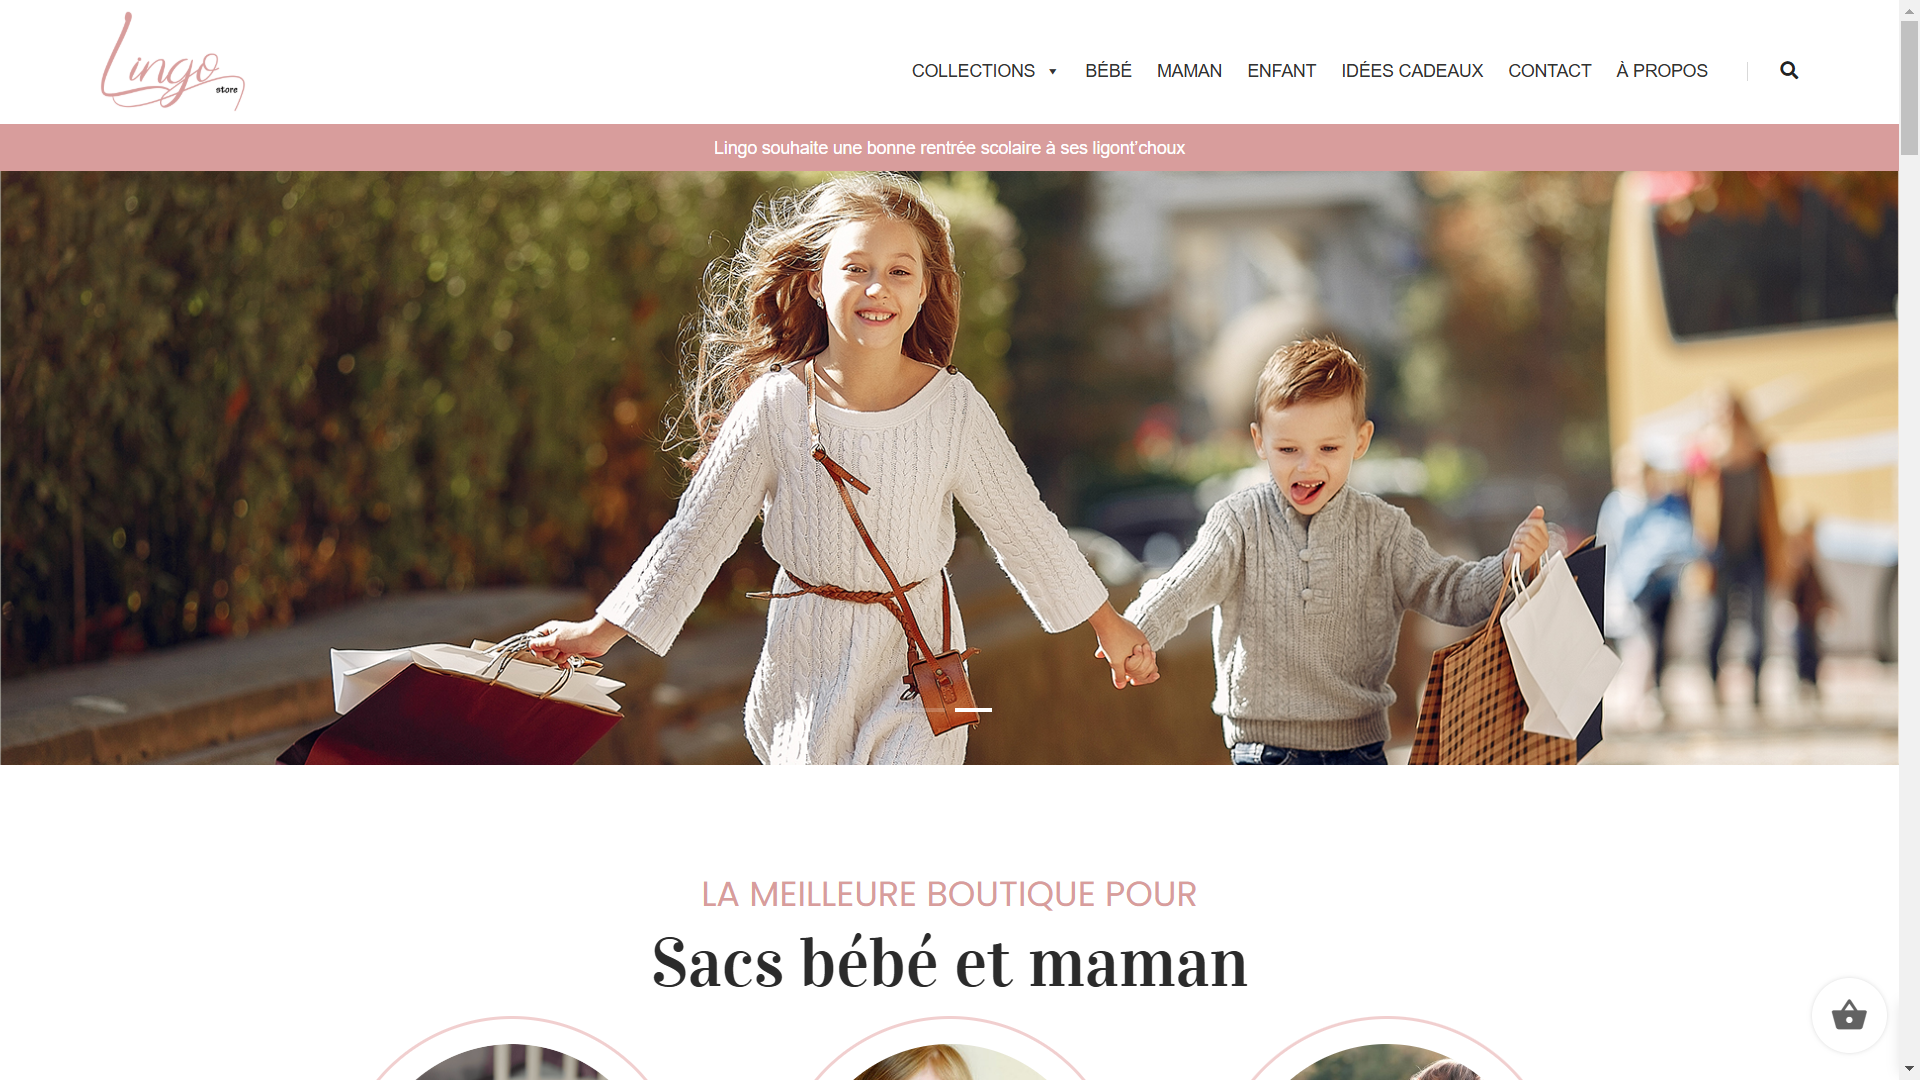 Lingo
store
COLLECTIONS BÉBÉ MAMAN ENFANT IDÉES CADEAUX CONTACT À PROPOS
Lingo souhaite une bonne rentrée scolaire à ses ligont'choux
LA MEILLEURE BOUTIQUE POUR
Sacs bébé et maman